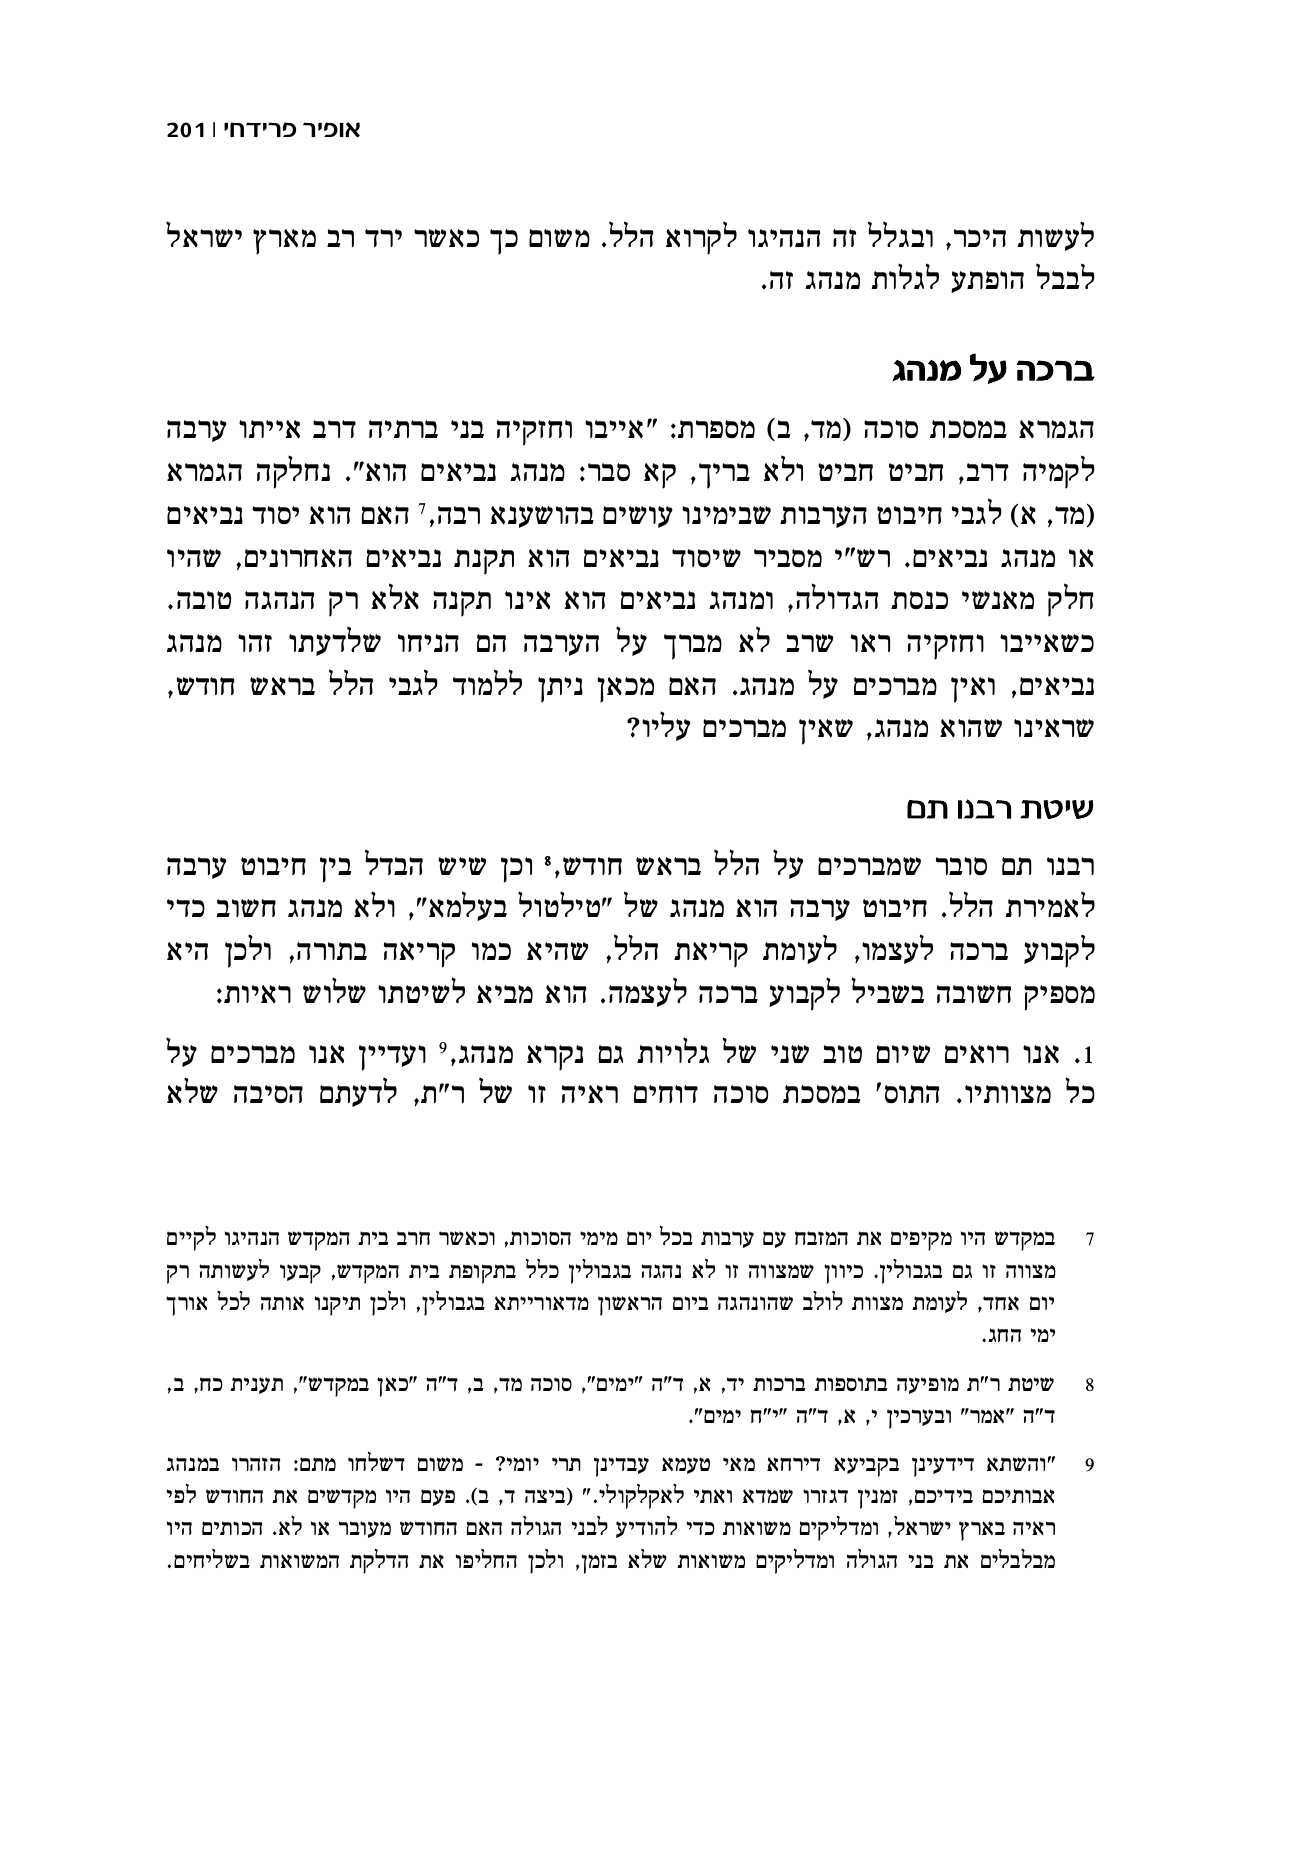 אופיר פרידחי | 201
לעשות היכר, ובגלל זה הנהיגו לקרוא הלל. משום כך כאשר ירד רב מארץ ישראל
לבבל הופתע לגלות מנהג זה.
ברכה על מנהג
הגמרא במסכת סוכה (מד, ב) מספרת: "אייבו וחזקיה בני ברתיה דרב אייתו ערבה
לקמיה דרב, חביט חביט ולא בריך, קא סבר: מנהג נביאים הוא". נחלקה הגמרא
(מד, א) לגבי חיבוט הערבות שבימינו עושים בהושענא רבה,7 האם הוא יסוד נביאים
או מנהג נביאים. רש"י מסביר שיסוד נביאים הוא תקנת נביאים האחרונים, שהיו
חלק מאנשי כנסת הגדולה, ומנהג נביאים הוא אינו תקנה אלא רק הנהגה טובה.
כשאייבו וחזקיה ראו שרב לא מברך על הערבה הם הניחו שלדעתו זהו מנהג
נביאים, ואין מברכים על מנהג. האם מכאן ניתן ללמוד לגבי הלל בראש חודש,
שראינו שהוא מנהג, שאין מברכים עליו?
שיטת רבנו תם
רבנו תם סובר שמברכים על הלל בראש חודש,8 וכן שיש הבדל בין חיבוט ערבה
לאמירת הלל. חיבוט ערבה הוא מנהג של "טילטול בעלמא", ולא מנהג חשוב כדי
לקבוע ברכה לעצמו, לעומת קריאת הלל, שהיא כמו קריאה בתורה, ולכן היא
מספיק חשובה בשביל לקבוע ברכה לעצמה. הוא מביא לשיטתו שלוש ראיות:
1. אנו רואים שיום טוב שני של גלויות גם נקרא מנהג,9 ועדיין אנו מברכים על
כל מצוותיו. התוס' במסכת סוכה דוחים ראיה זו של ר"ת, לדעתם הסיבה שלא
7 במקדש היו מקיפים את המזבח עם ערבות בכל יום מימי הסוכות, וכאשר חרב בית המקדש הנהיגו לקיים
מצווה זו גם בגבולין. כיוון שמצווה זו לא נהגה בגבולין כלל בתקופת בית המקדש, קבעו לעשותה רק
יום אחד, לעומת מצוות לולב שהונהגה ביום הראשון מדאורייתא בגבולין, ולכן תיקנו אותה לכל אורך
ימי החג.
8 שיטת ר"ת מופיעה בתוספות ברכות יד, א, ד"ה "ימים", סוכה מד, ב, ד"ה "כאן במקדש", תענית כח, ב,
ד"ה "אמר" ובערכין י, א, ד"ה "י"ח ימים".
9 "והשתא דידעינן בקביעא דירחא מאי טעמא עבדינן תרי יומי? - משום דשלחו מתם: הזהרו במנהג
אבותיכם בידיכם, זמנין דגזרו שמדא ואתי לאקלקולי." (ביצה ד, ב). פעם היו מקדשים את החודש לפי
ראיה בארץ ישראל, ומדליקים משואות כדי להודיע לבני הגולה האם החודש מעובר או לא. הכותים היו
מבלבלים את בני הגולה ומדליקים משואות שלא בזמן, ולכן החליפו את הדלקת המשואות בשליחים.